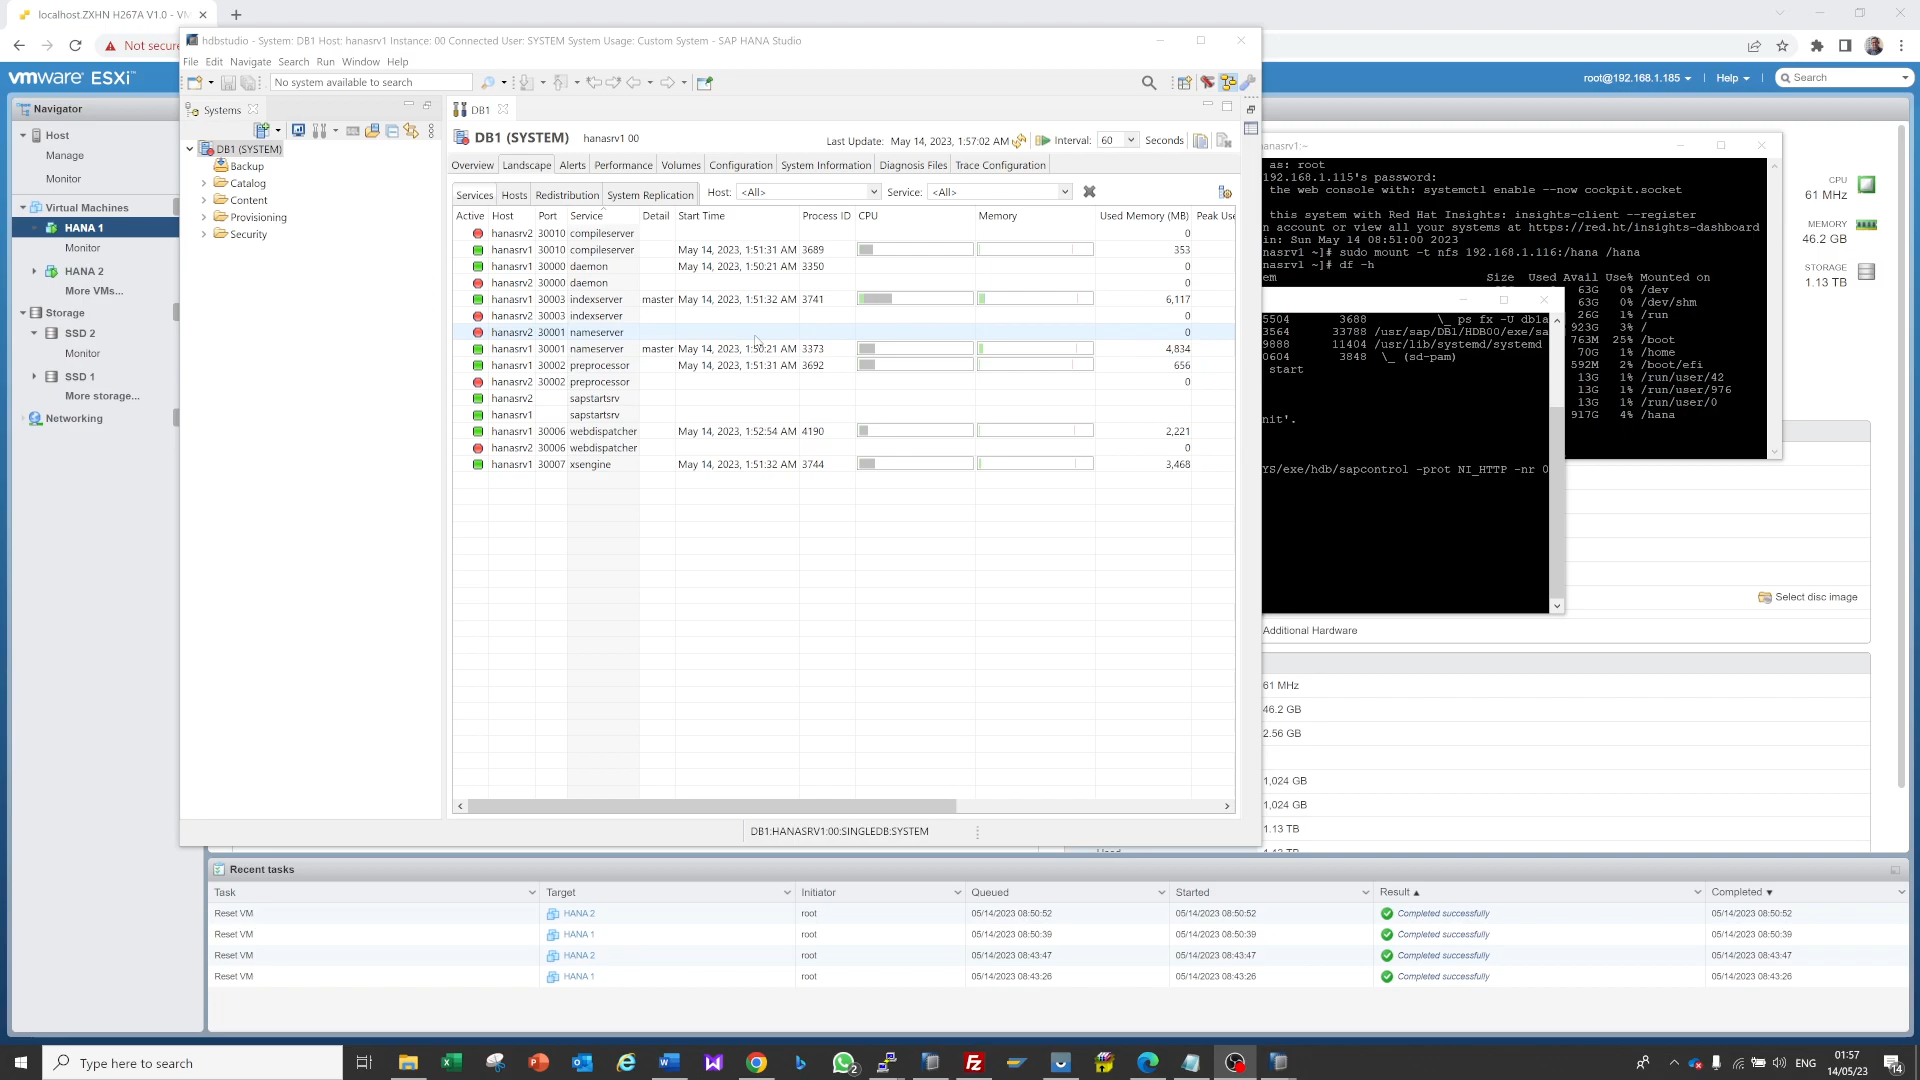 localhost.ZXHN H267A V1.0 - VM
Not secure
vmware ESXi™
root@192.168.1.185
Help
Search
Navigator
Host
Manage
Monitor
Virtual Machines
HANA 1
Monitor
HANA 2
More VMs...
Storage
SSD 2
Monitor
SSD 1
More storage...
Networking
hdbstudio - System: DB1 Host: hanasrv1 Instance: 00 Connected User: SYSTEM System Usage: Custom System - SAP HANA Studio
File Edit Navigate Search Run Window Help
No system available to search
Systems
DB1 (SYSTEM)
Backup
Catalog
Content
Provisioning
Security
DB1
DB1 (SYSTEM) hanasrv1 00
Last Update: May 14, 2023, 1:57:02 AM Interval: 60 Seconds
Overview Landscape Alerts Performance Volumes Configuration System Information Diagnosis Files Trace Configuration
Services Hosts Redistribution System Replication Host: <All> Service: <All>
Active Host Port Service Detail Start Time Process ID CPU Memory Used Memory (MB) Peak Use
hanasrv2 30010 compileserver 0
hanasrv1 30010 compileserver May 14, 2023, 1:51:31 AM 3689 353
hanasrv1 30000 daemon May 14, 2023, 1:50:21 AM 3350 0
hanasrv2 30000 daemon 0
hanasrv1 30003 indexserver master May 14, 2023, 1:51:32 AM 3741 6,117
hanasrv2 30003 indexserver 0
hanasrv2 30001 nameserver 0
hanasrv1 30001 nameserver master May 14, 2023, 1:50:21 AM 3373 4,834
hanasrv1 30002 preprocessor May 14, 2023, 1:51:31 AM 3692 656
hanasrv2 30002 preprocessor 0
hanasrv2 sapstartsrv
hanasrv1 sapstartsrv
hanasrv1 30006 webdispatcher May 14, 2023, 1:52:54 AM 4190 2,221
hanasrv2 30006 webdispatcher 0
hanasrv1 30007 xsengine May 14, 2023, 1:51:32 AM 3744 3,468
DB1:HANASRV1:00:SINGLEDB:SYSTEM
anasrv1:~
as: root
192.168.1.115's password:
the web console with: systemctl enable --now cockpit.socket
this system with Red Hat Insights: insights-client --register
n account or view all your systems at https://red.ht/insights-dashboard
in: Sun May 14 08:51:00 2023
nasrv1 ~]# sudo mount -t nfs 192.168.1.116:/hana /hana
nasrv1 ~]# df -h
em Size Used Avail Use% Mounted on
63G 0% /dev
63G 0% /dev/shm
26G 1% /run
923G 3% /
763M 25% /boot
70G 1% /home
592M 2% /boot/efi
13G 1% /run/user/42
13G 1% /run/user/976
13G 1% /run/user/0
917G 4% /hana
5504 3688 \_ ps fx -U db1a
3564 33788 /usr/sap/DB1/HDB00/exe/sa
9888 11404 /usr/lib/systemd/systemd
0604 3848 \_ (sd-pam)
start
nit'.
YS/exe/hdb/sapcontrol -prot NI_HTTP -nr 0
CPU
61 MHz
MEMORY
46.2 GB
STORAGE
1.13 TB
Select disc image
Additional Hardware
61 MHz
46.2 GB
2.56 GB
1,024 GB
1,024 GB
1.13 TB
Recent tasks
Task Target Initiator Queued Started Result Completed
Reset VM HANA 2 root 05/14/2023 08:50:52 05/14/2023 08:50:52 Completed successfully 05/14/2023 08:50:52
Reset VM HANA 1 root 05/14/2023 08:50:39 05/14/2023 08:50:39 Completed successfully 05/14/2023 08:50:39
Reset VM HANA 2 root 05/14/2023 08:43:47 05/14/2023 08:43:47 Completed successfully 05/14/2023 08:43:47
Reset VM HANA 1 root 05/14/2023 08:43:26 05/14/2023 08:43:26 Completed successfully 05/14/2023 08:43:26
Type here to search
ENG
01:57
14/05/23
14